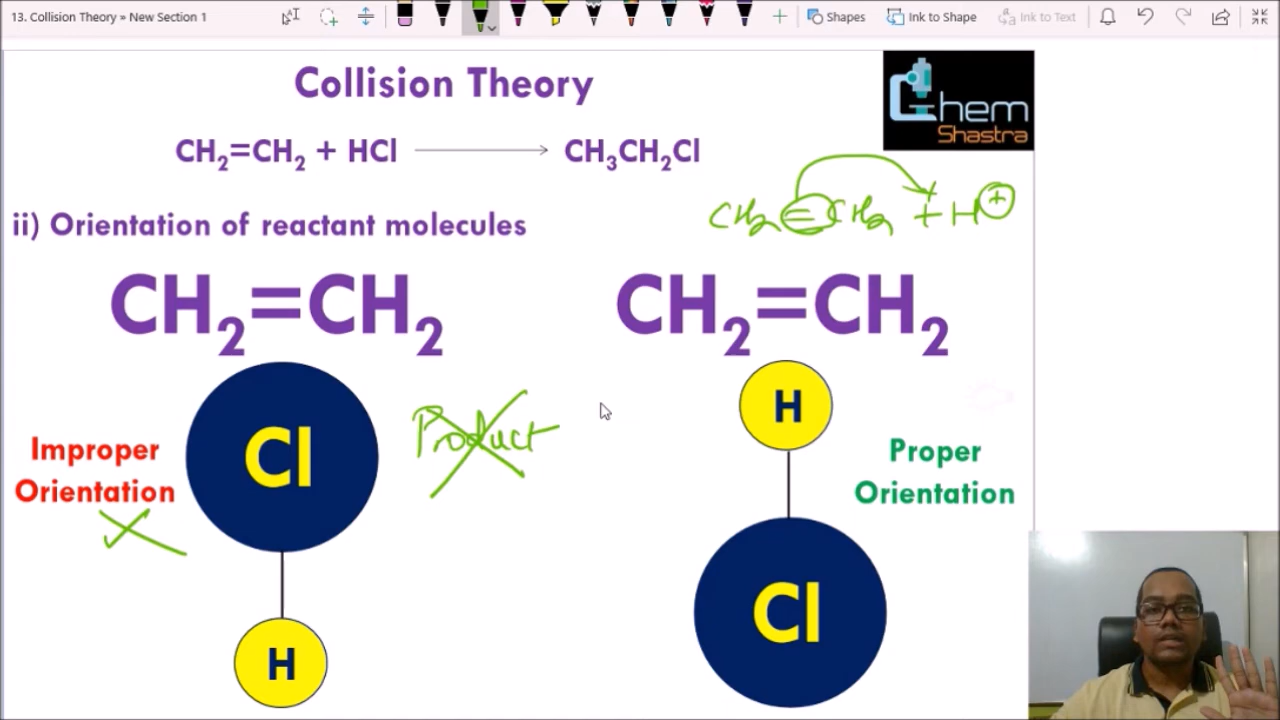 13. Collision Theory » New Section 1
Shapes
Ink to Shape
Ink to Text
Collision Theory
Chem
Shastra
CH₂=CH₂ + HCl ⟶ CH₃CH₂Cl
CH₂=CH₂ + H⊕
ii) Orientation of reactant molecules
CH₂=CH₂
CH₂=CH₂
Cl
H
Improper
Orientation
Product
H
Cl
Proper
Orientation